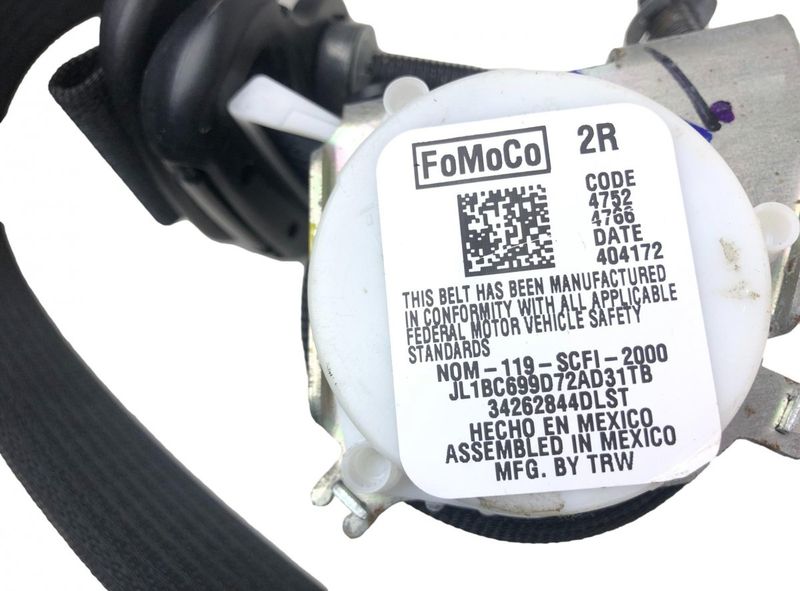 FoMoCo 2R
CODE
4752
4766
DATE
404172
THIS BELT HAS BEEN MANUFACTURED
IN CONFORMITY WITH ALL APPLICABLE
FEDERAL MOTOR VEHICLE SAFETY
STANDARDS
NOM-119-SCFI-2000
JL1BC699D72AD31TB
34262844DLST
HECHO EN MEXICO
ASSEMBLED IN MEXICO
MFG. BY TRW